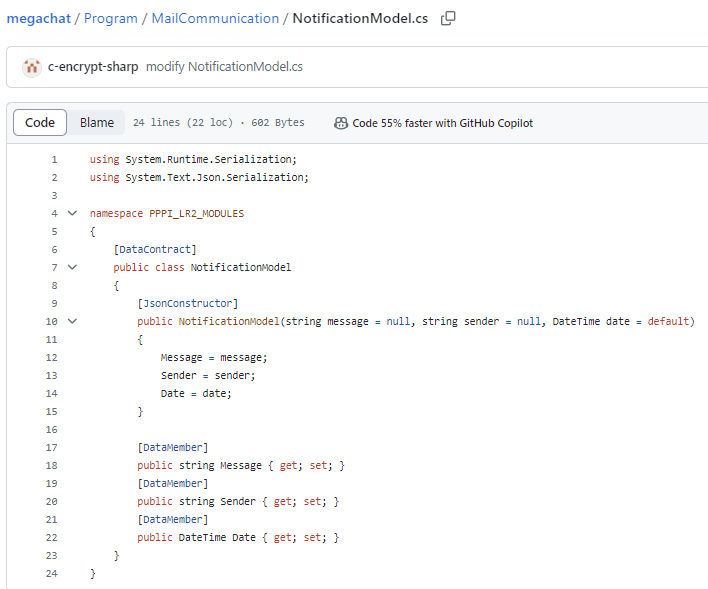 megachat / Program / MailCommunication / NotificationModel.cs
c-encrypt-sharp modify NotificationModel.cs
Code Blame 24 lines (22 loc) · 602 Bytes Code 55% faster with GitHub Copilot
1 using System.Runtime.Serialization;
2 using System.Text.Json.Serialization;
3
4 namespace PPPI_LR2_MODULES
5 {
6 [DataContract]
7 public class NotificationModel
8 {
9 [JsonConstructor]
10 public NotificationModel(string message = null, string sender = null, DateTime date = default)
11 {
12 Message = message;
13 Sender = sender;
14 Date = date;
15 }
16
17 [DataMember]
18 public string Message { get; set; }
19 [DataMember]
20 public string Sender { get; set; }
21 [DataMember]
22 public DateTime Date { get; set; }
23 }
24 }